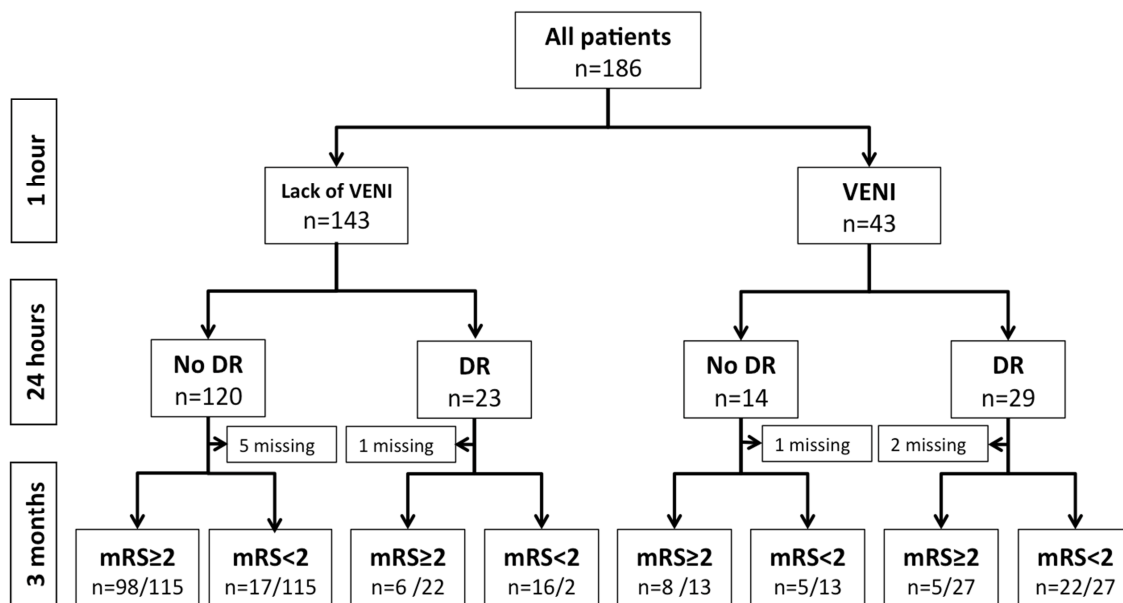 All patients
n=186
1 hour
Lack of VENI
n=143
VENI
n=43
24 hours
No DR
n=120
DR
n=23
No DR
n=14
DR
n=29
5 missing
1 missing
1 missing
2 missing
3 months
mRS≥2
n=98/115
mRS<2
n=17/115
mRS≥2
n=6 /22
mRS<2
n=16/2
mRS≥2
n=8 /13
mRS<2
n=5/13
mRS≥2
n=5/27
mRS<2
n=22/27